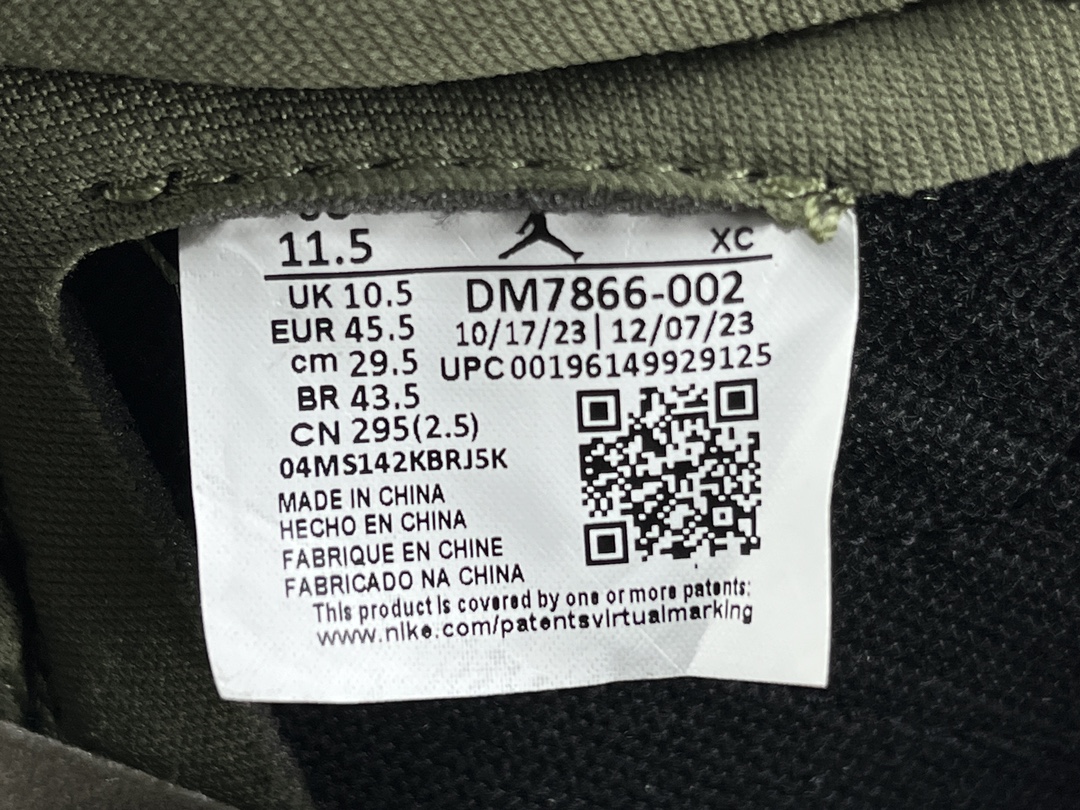 11.5
XC
UK 10.5
DM7866-002
EUR 45.5
10/17/23 | 12/07/23
cm 29.5
UPC 00196149929125
BR 43.5
CN 295(2.5)
04MS142KBRJ5K
MADE IN CHINA
HECHO EN CHINA
FABRIQUE EN CHINE
FABRICADO NA CHINA
This product is covered by one or more patents:
www.nike.com/patentsvirtualmarking